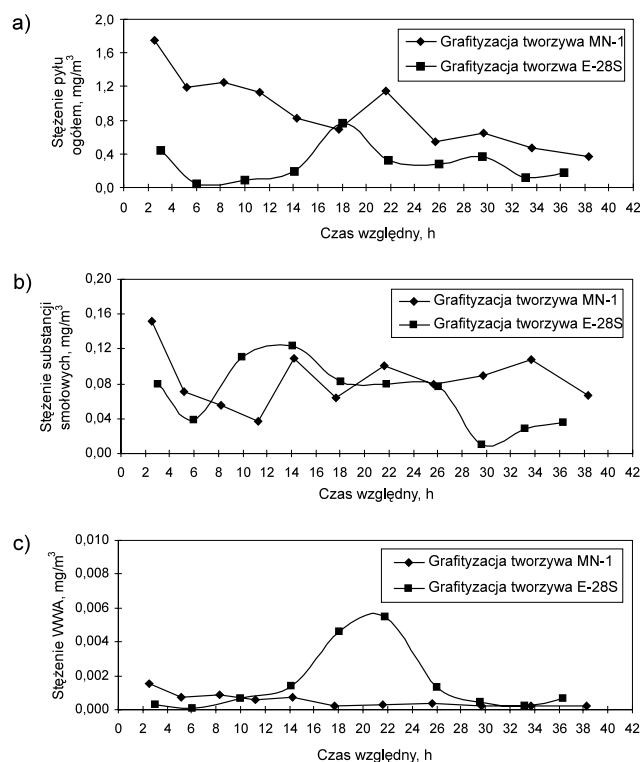 a)
Stężenie pyłu
ogółem, mg/m³
1,8
1,6
1,2
0,8
0,4
0,0
Grafityzacja tworzywa MN-1
Grafityzacja tworzwa E-28S
0 2 4 6 8 10 12 14 16 18 20 22 24 26 28 30 32 34 36 38 40 42
Czas względny, h
b)
Stężenie substancji
smołowych, mg/m³
0,20
0,16
0,12
0,08
0,04
0,00
Grafityzacja tworzywa MN-1
Grafityzacja tworzywa E-28S
0 2 4 6 8 10 12 14 16 18 20 22 24 26 28 30 32 34 36 38 40 42
Czas względny, h
c)
Stężenie WWA, mg/m³
0,010
0,008
0,006
0,004
0,002
0,000
Grafityzacja tworzywa MN-1
Grafityzacja tworzywa E-28S
0 2 4 6 8 10 12 14 16 18 20 22 24 26 28 30 32 34 36 38 40 42
Czas względny, h